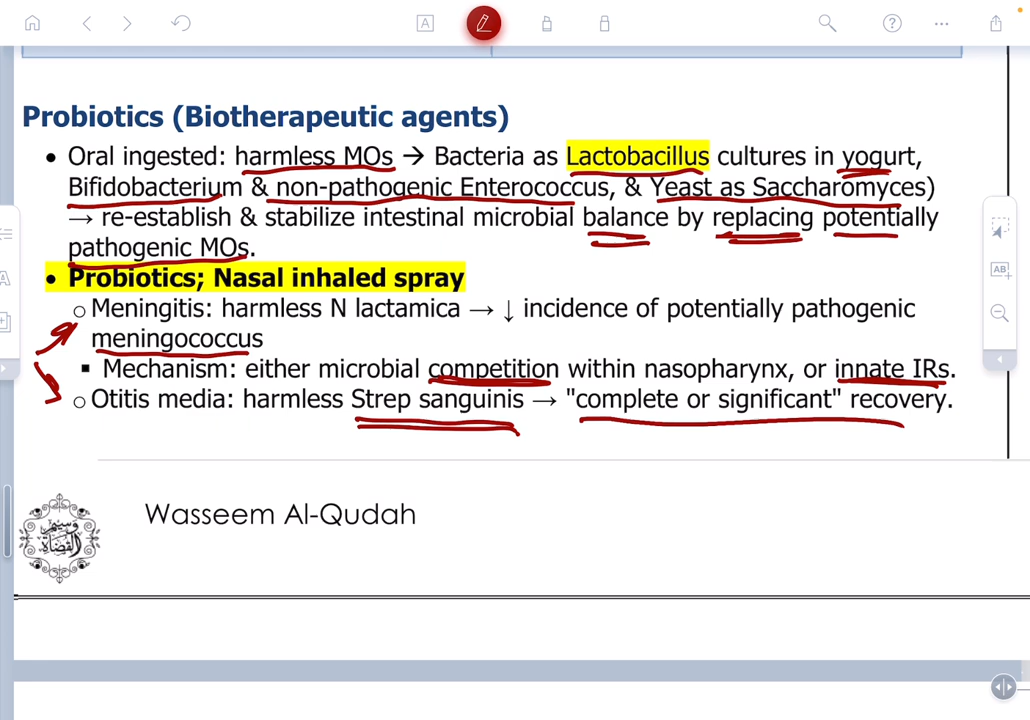 Probiotics (Biotherapeutic agents)
• Oral ingested: harmless MOs → Bacteria as Lactobacillus cultures in yogurt,
Bifidobacterium & non-pathogenic Enterococcus, & Yeast as Saccharomyces)
→ re-establish & stabilize intestinal microbial balance by replacing potentially
pathogenic MOs.
• Probiotics; Nasal inhaled spray
○ Meningitis: harmless N lactamica → ↓ incidence of potentially pathogenic
meningococcus
▪ Mechanism: either microbial competition within nasopharynx, or innate IRs.
○ Otitis media: harmless Strep sanguinis → "complete or significant" recovery.
Wasseem Al-Qudah
وسيم
القضاة